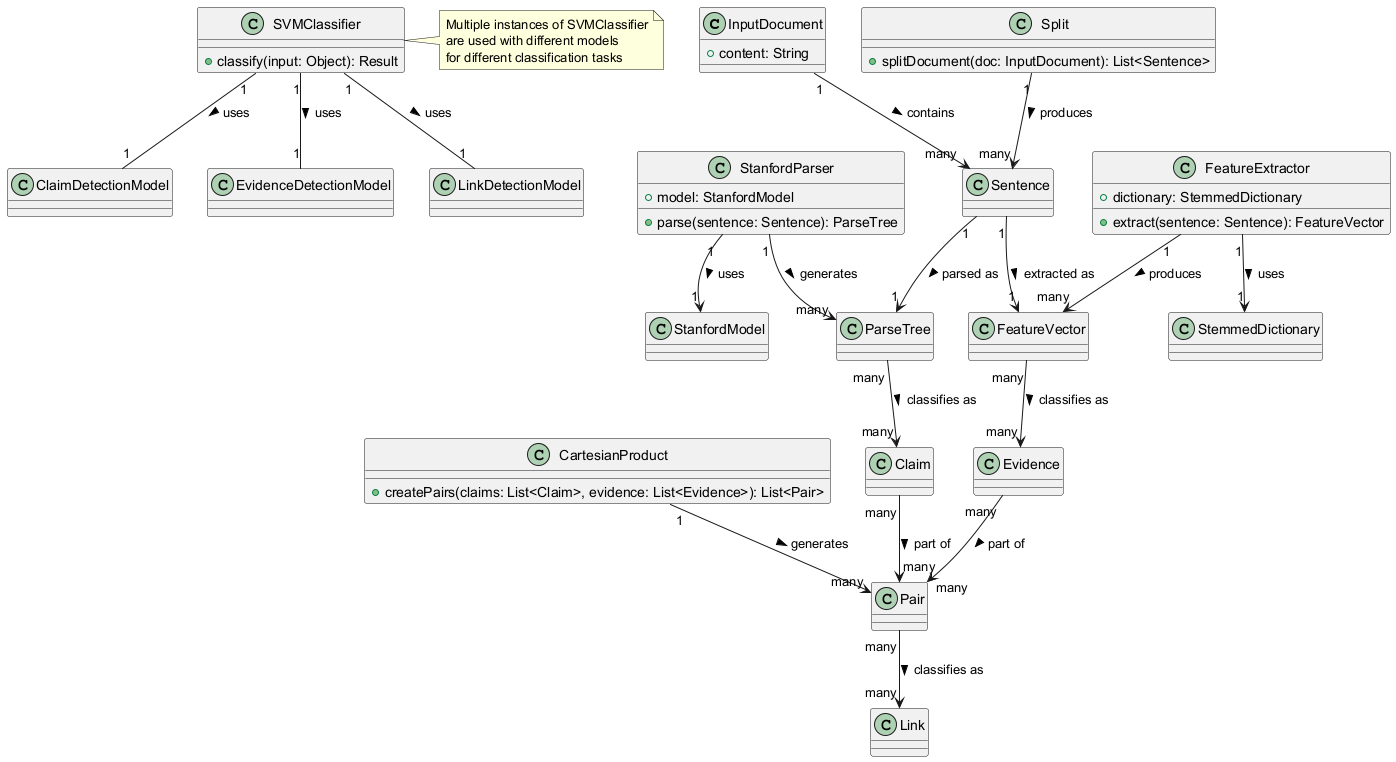 C SVMClassifier
classify(input: Object): Result
Multiple instances of SVMClassifier
are used with different models
for different classification tasks
C InputDocument
content: String
C Split
splitDocument(doc: InputDocument): List<Sentence>
1
1
1
1
1
uses
uses
uses
contains
produces
1
1
1
many
many
C ClaimDetectionModel
C EvidenceDetectionModel
C LinkDetectionModel
C StanfordParser
model: StanfordModel
parse(sentence: Sentence): ParseTree
C Sentence
C FeatureExtractor
dictionary: StemmedDictionary
extract(sentence: Sentence): FeatureVector
1
1
1
1
1
1
uses
generates
parsed as
extracted as
produces
uses
1
many
1
1
many
1
C StanfordModel
C ParseTree
C FeatureVector
C StemmedDictionary
many
many
classifies as
classifies as
many
many
C CartesianProduct
createPairs(claims: List<Claim>, evidence: List<Evidence>): List<Pair>
C Claim
C Evidence
1
many
many
generates
part of
part of
many
many
many
C Pair
many
classifies as
many
C Link